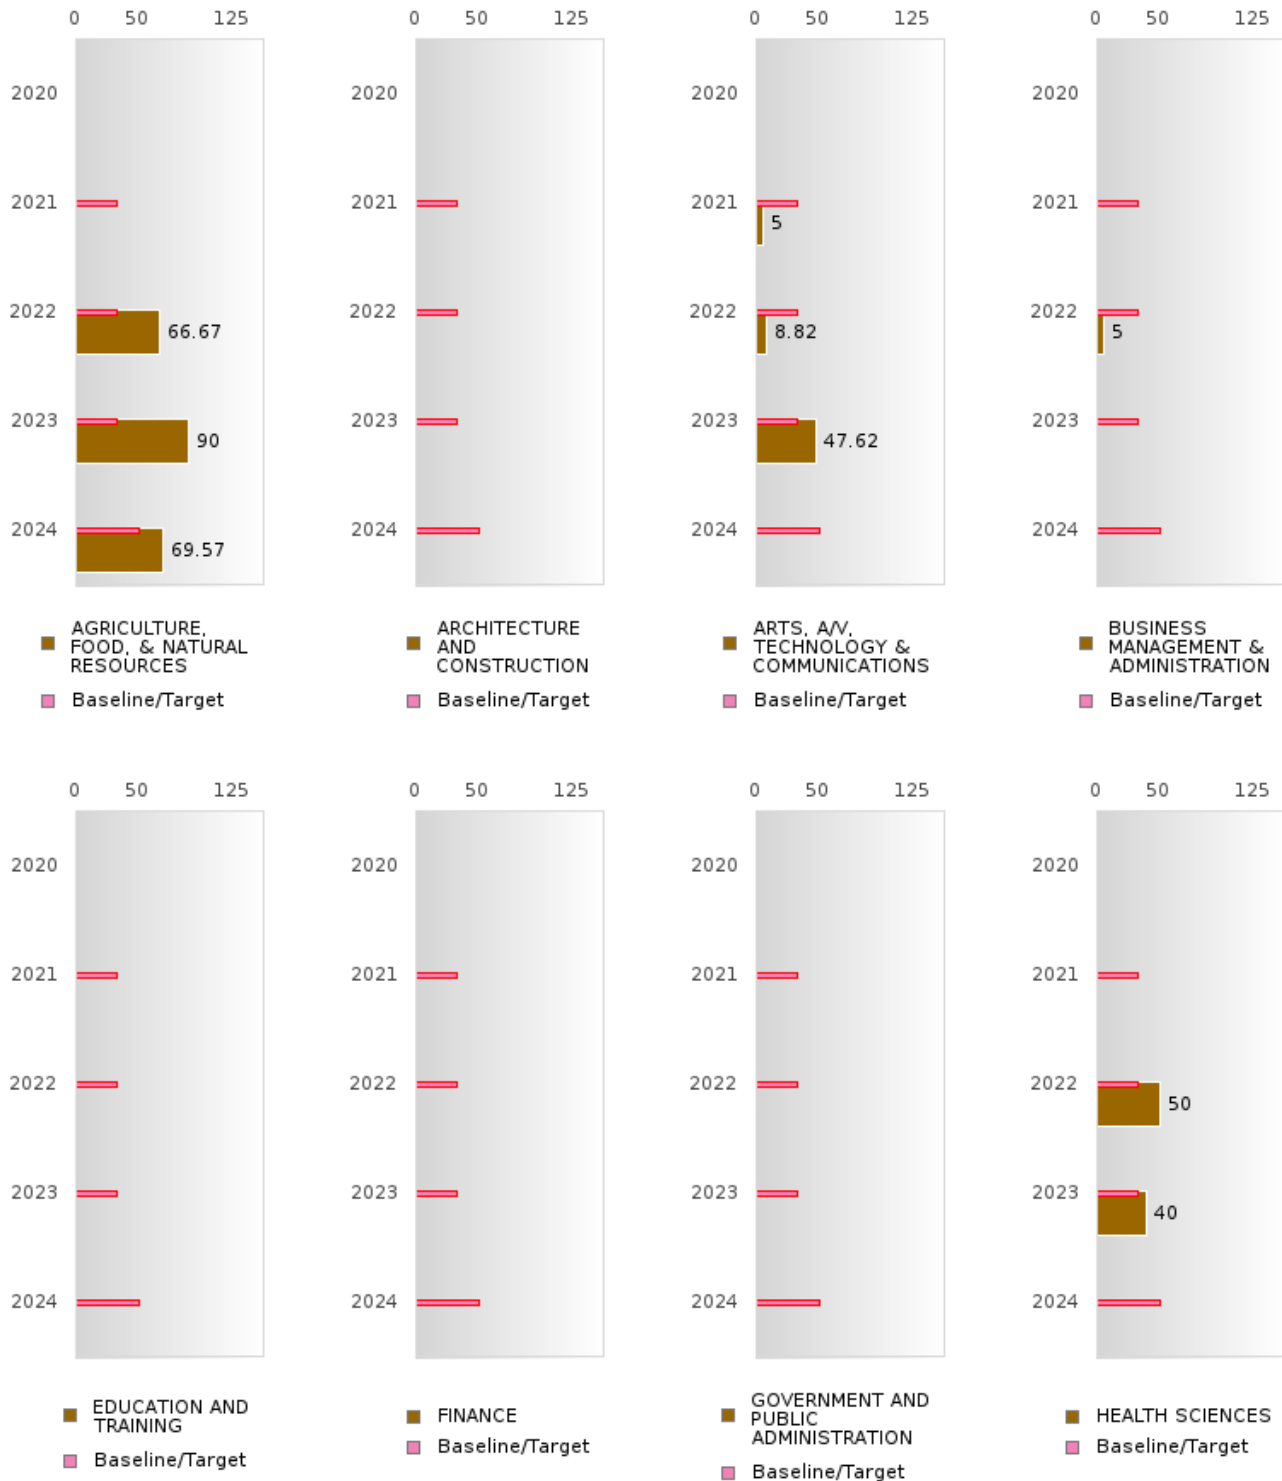 0 50 125 0 50 125 0 50 125 0 50 125
2020 2020 2020 2020
2021 2021 2021 2021
5
2022 2022 2022 2022
66.67 8.82 5
2023 2023 2023 2023
90 47.62
2024 2024 2024 2024
69.57
AGRICULTURE,
FOOD, & NATURAL
RESOURCES
Baseline/Target
ARCHITECTURE
AND
CONSTRUCTION
Baseline/Target
ARTS, A/V,
TECHNOLOGY &
COMMUNICATIONS
Baseline/Target
BUSINESS
MANAGEMENT &
ADMINISTRATION
Baseline/Target
0 50 125 0 50 125 0 50 125 0 50 125
2020 2020 2020 2020
2021 2021 2021 2021
2022 2022 2022 2022
50
2023 2023 2023 2023
40
2024 2024 2024 2024
EDUCATION AND
TRAINING
Baseline/Target
FINANCE
Baseline/Target
GOVERNMENT AND
PUBLIC
ADMINISTRATION
Baseline/Target
HEALTH SCIENCES
Baseline/Target